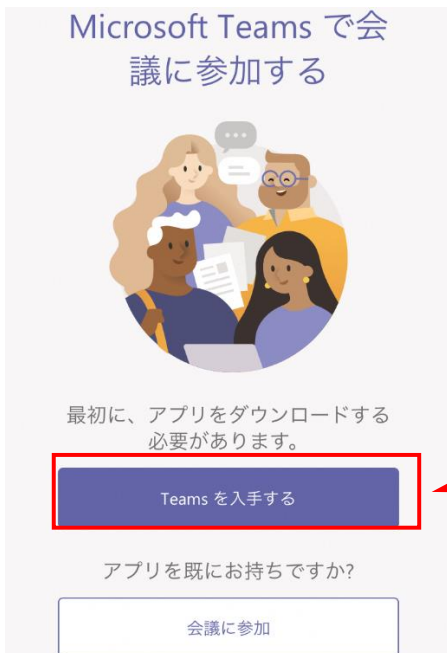 Microsoft Teams で会
議に参加する
最初に、アプリをダウンロードする
必要があります。
Teams を入手する
アプリを既にお持ちですか?
会議に参加